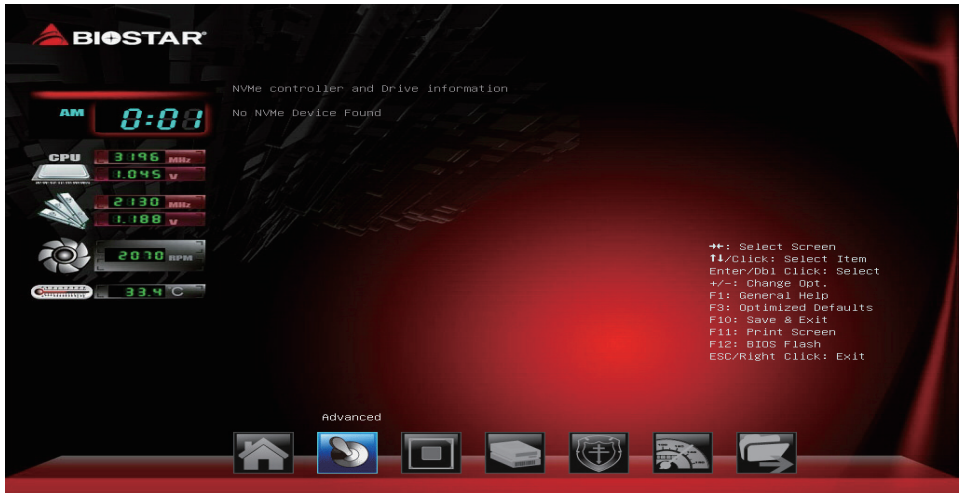 BIOSTAR®
NVMe controller and Drive information
No NVMe Device Found
AM 0:01
CPU 3196 MHz
1.045 V
2130 MHz
1.188 V
2070 RPM
33.4 °C
→←: Select Screen
↑↓/Click: Select Item
Enter/Dbl Click: Select
+/-: Change Opt.
F1: General Help
F3: Optimized Defaults
F10: Save & Exit
F11: Print Screen
F12: BIOS Flash
ESC/Right Click: Exit
Advanced